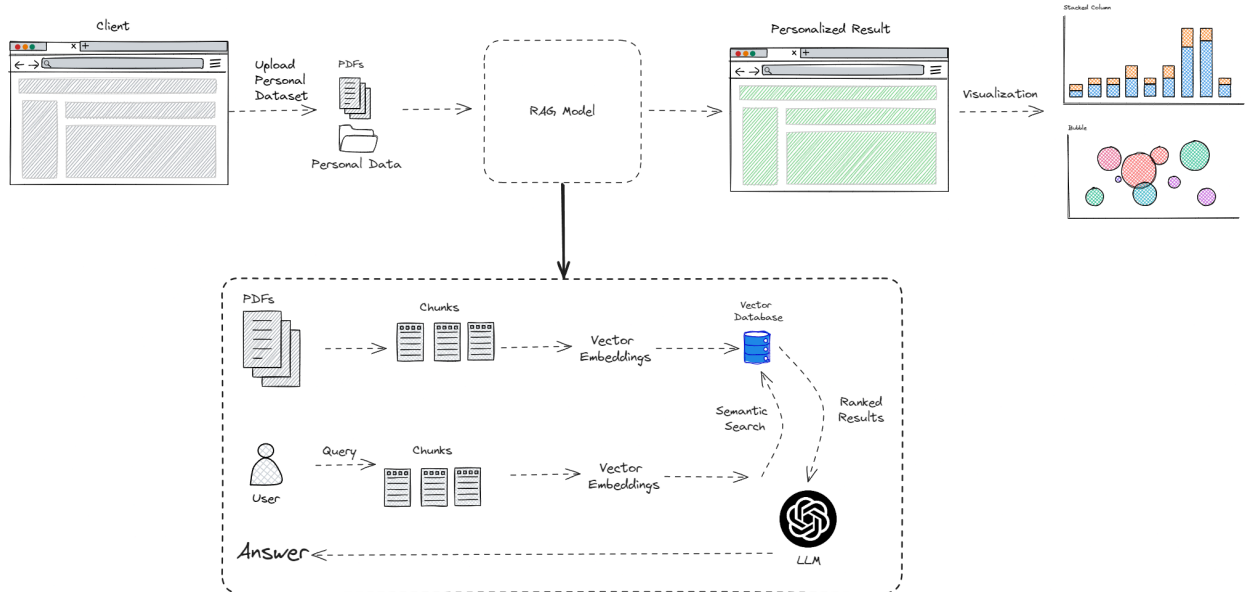 Client
Upload
Personal
Dataset
PDFs
Personal Data
RAG Model
Personalized Result
Visualization
Stacked Column
Bubble
PDFs
Chunks
Vector
Embeddings
Vector
Database
Semantic
Search
Ranked
Results
User
Query
Chunks
Vector
Embeddings
LLM
Answer